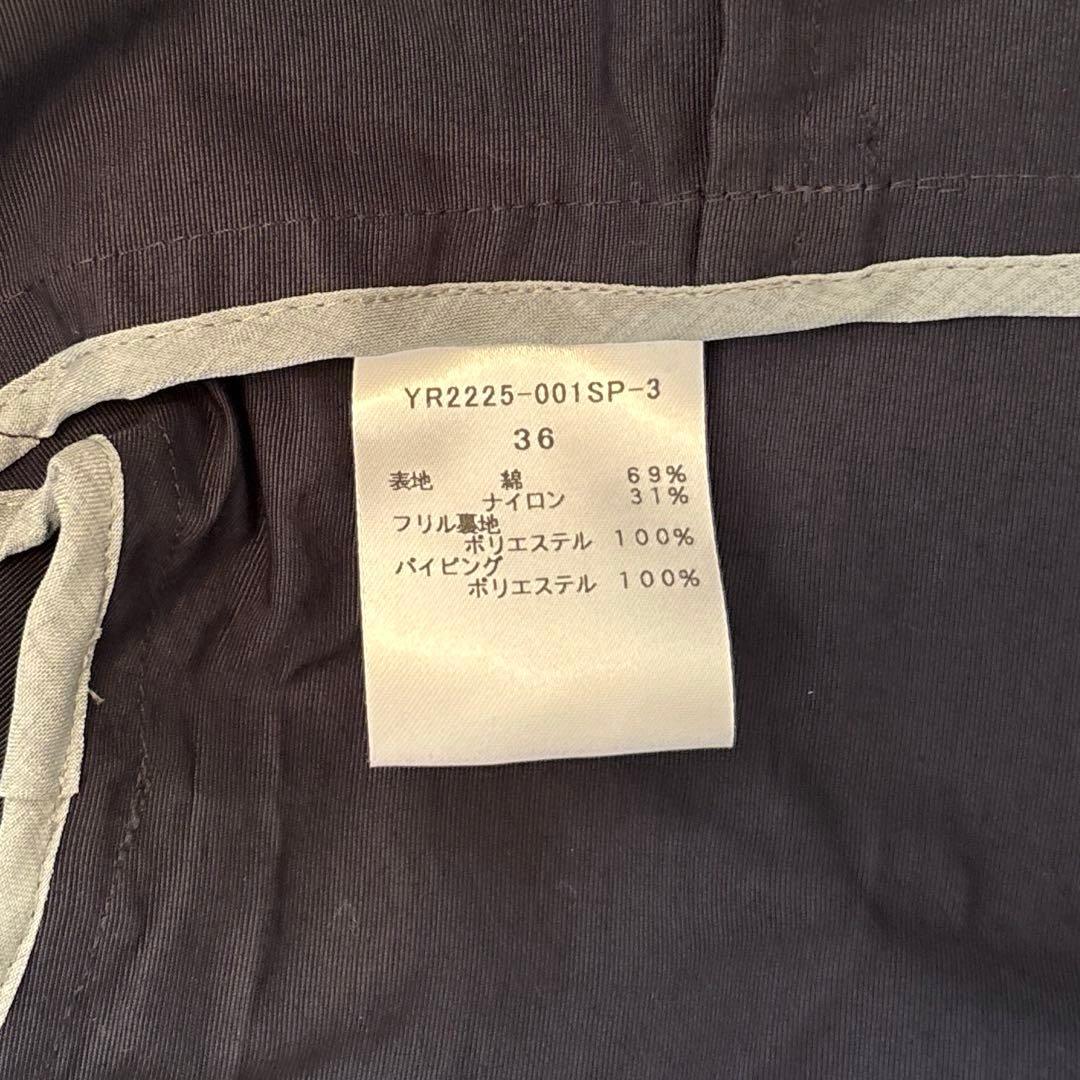 YR2225-001SP-3
36
表地 綿 69%
ナイロン 31%
フリル裏地
ポリエステル 100%
パイピング
ポリエステル 100%